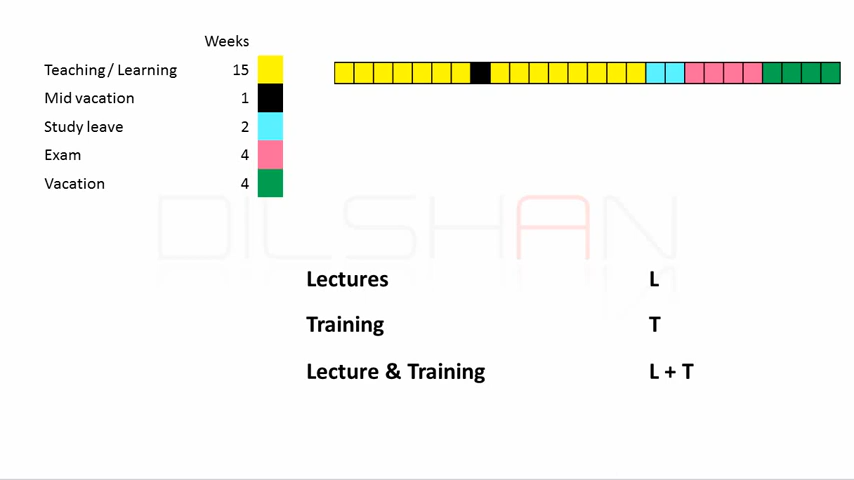 Weeks
Teaching / Learning 15
Mid vacation 1
Study leave 2
Exam 4
Vacation 4
DILSHAN
Lectures L
Training T
Lecture & Training L + T